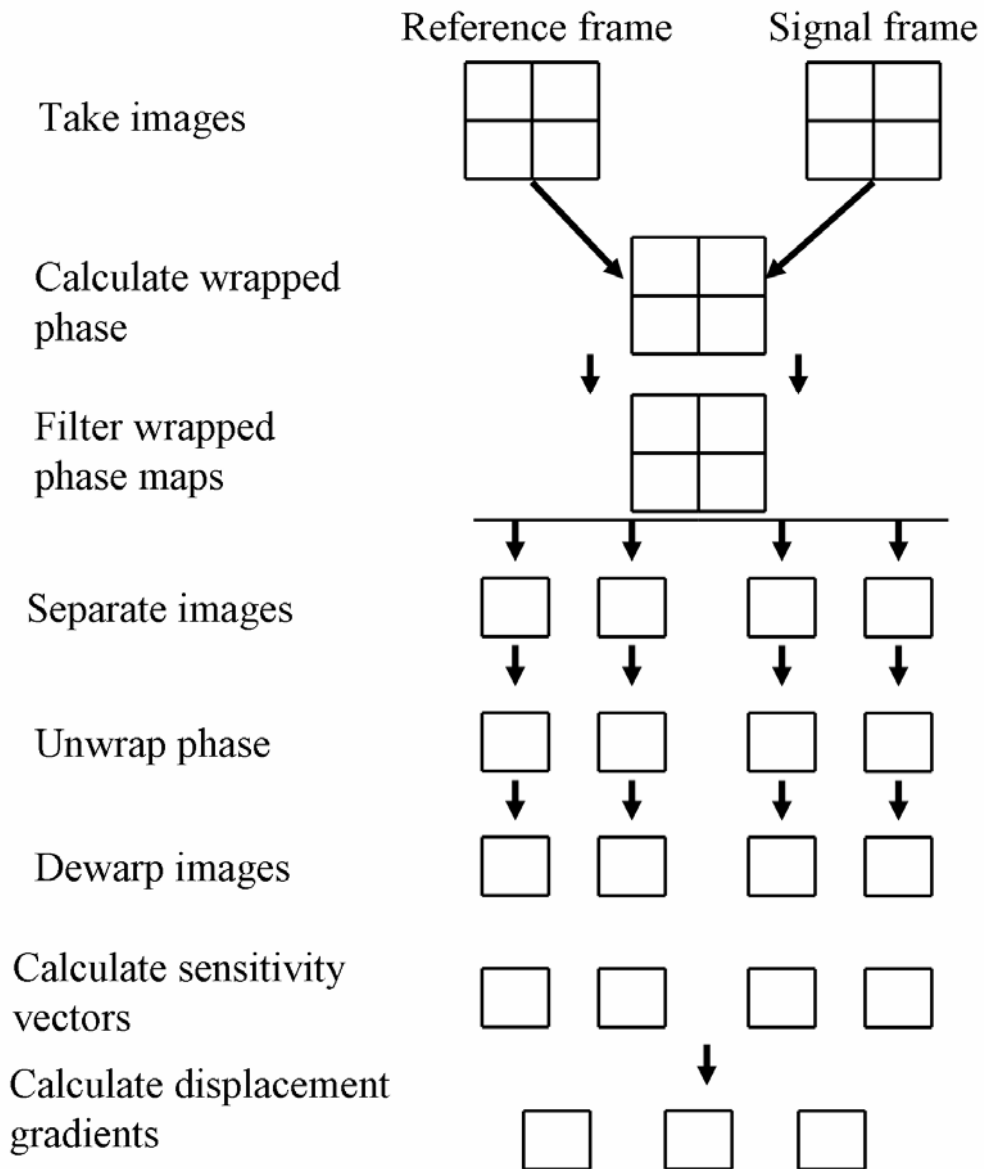 Reference frame
Signal frame
Take images
Calculate wrapped
phase
Filter wrapped
phase maps
Separate images
Unwrap phase
Dewarp images
Calculate sensitivity
vectors
Calculate displacement
gradients